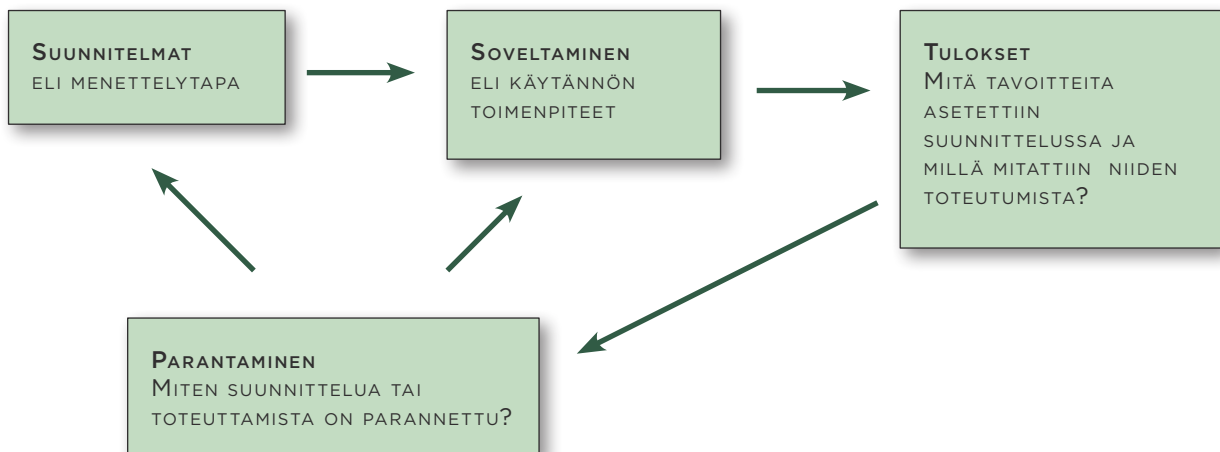 Suunnitelmat
eli menettelytapa
Soveltaminen
eli käytännön
toimenpiteet
Tulokset
Mitä tavoitteita
asetettiin
suunnittelussa ja
millä mitattiin niiden
toteutumista?
Parantaminen
Miten suunnittelua tai
toteuttamista on parannettu?